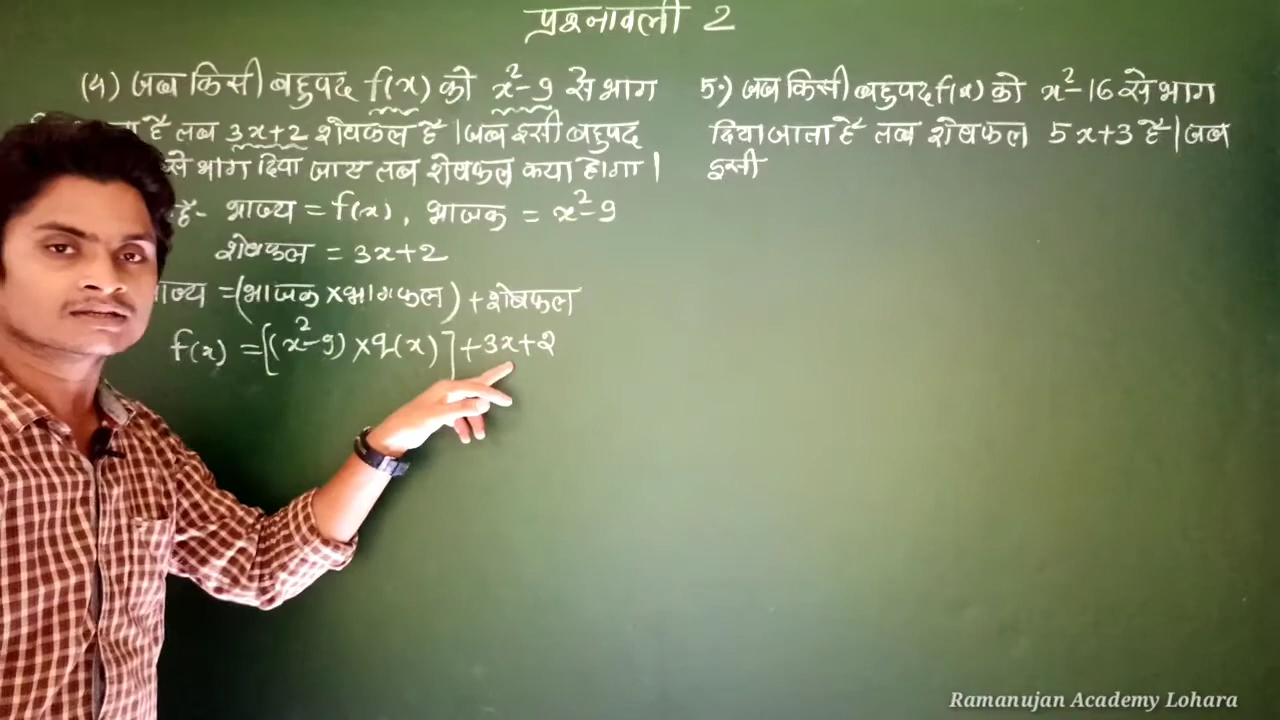 प्रश्नावली 2
(4) जब किसी बहुपद f(x) को x²-9 से भाग
है तब 3x+2 शेषफल है | जब इसी बहुपद
से भाग दिया जाए तब शेषफल क्या होगा |
है- भाज्य = f(x), भाजक = x²-9
शेषफल = 3x+2
=(भाजक × भागफल) + शेषफल
f(x) =[(x²-9) × q(x)] + 3x+2
5.) जब किसी बहुपद f(x) को x²-16 से भाग
दिया जाता है तब शेषफल 5x+3 है | जब
इसी
Ramanujan Academy Lohara